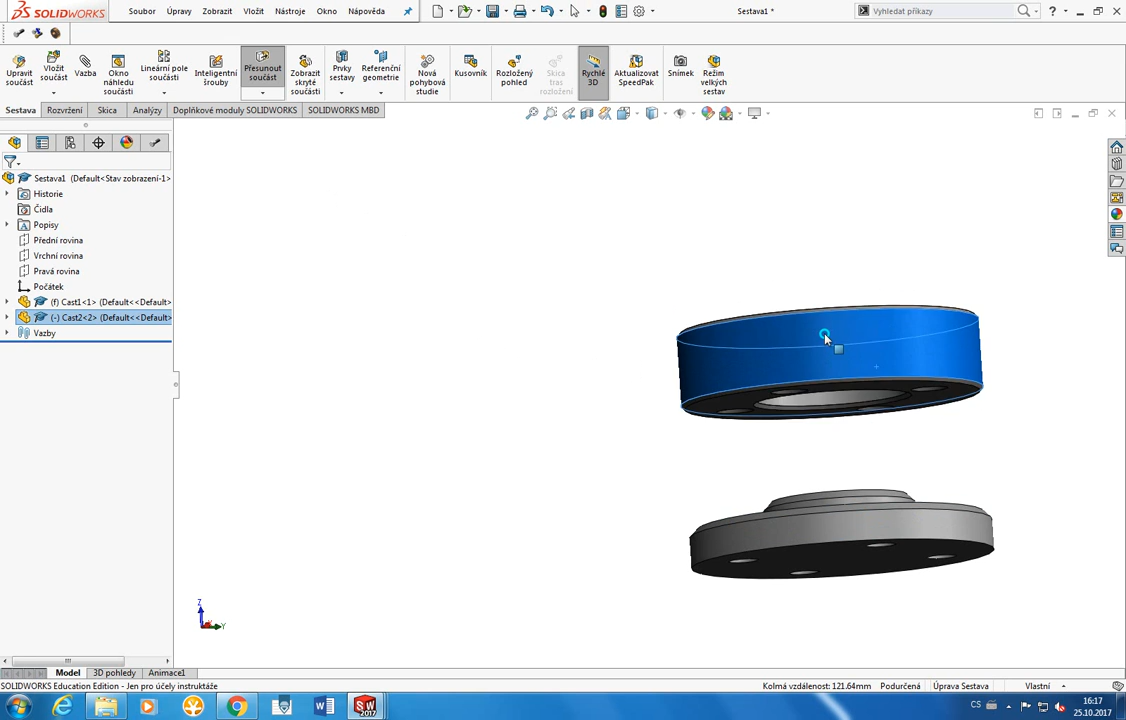 SOLIDWORKS Soubor Úpravy Zobrazit Vložit Nástroje Okno Sestava1 * Vyhledat příkazy
Upravit součást
Vložit součást
Vazba
Okno náhledu součásti
Lineární pole součásti
Inteligentní šrouby
Přesunout součást
Zobrazit skryté součásti
Prvky sestavy
Referenční geometrie
Nová pohybová studie
Kusovník
Rozložený pohled
Skica tras rozložení
Rychlé 3D
Aktualizovat SpeedPak
Snímek
Režim velkých sestav
Sestava Rozvržení Skica Analýzy Doplňkové moduly SOLIDWORKS SOLIDWORKS MBD
Sestava1 (Default<Stav zobrazení-1>
Historie
Čidla
Popisy
Přední rovina
Vrchní rovina
Pravá rovina
Počátek
(f) Cast1<1> (Default<<Default>
(-) Cast2<2> (Default<<Default>
Vazby
Z
Y
Model 3D pohledy Animace1
SOLIDWORKS Education Edition - Jen pro účely instruktáže Kolmá vzdálenost: 121.64mm Podurčená Úprava Sestava Vlastní
CS 16:17
25.10.2017